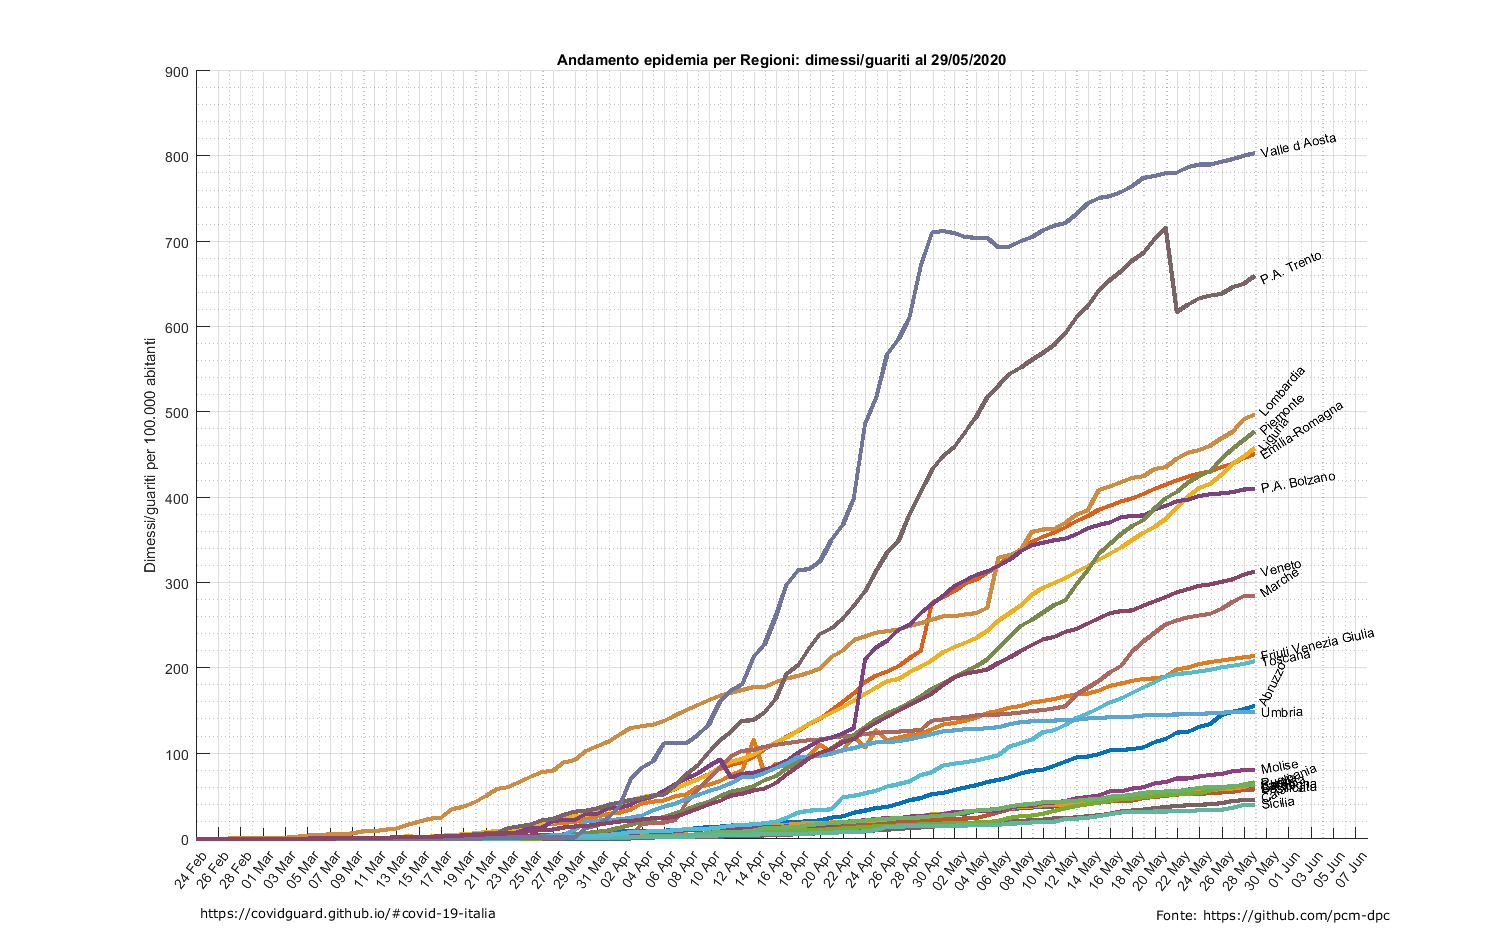 Andamento epidemia per Regioni: dimessi/guariti al 29/05/2020
Dimessi/guariti per 100.000 abitanti
900
800
700
600
500
400
300
200
100
0
Valle d Aosta
P.A. Trento
Lombardia
Piemonte
Liguria
Emilia-Romagna
P.A. Bolzano
Veneto
Marche
Friuli Venezia Giulia
Toscana
Abruzzo
Umbria
Molise
Sicilia
24 Feb
26 Feb
28 Feb
01 Mar
03 Mar
05 Mar
07 Mar
09 Mar
11 Mar
13 Mar
15 Mar
17 Mar
19 Mar
21 Mar
23 Mar
25 Mar
27 Mar
29 Mar
31 Mar
02 Apr
04 Apr
06 Apr
08 Apr
10 Apr
12 Apr
14 Apr
16 Apr
18 Apr
20 Apr
22 Apr
24 Apr
26 Apr
28 Apr
30 Apr
02 May
04 May
06 May
08 May
10 May
12 May
14 May
16 May
18 May
20 May
22 May
24 May
26 May
28 May
30 May
01 Jun
03 Jun
05 Jun
07 Jun
https://covidguard.github.io/#covid-19-italia
Fonte: https://github.com/pcm-dpc